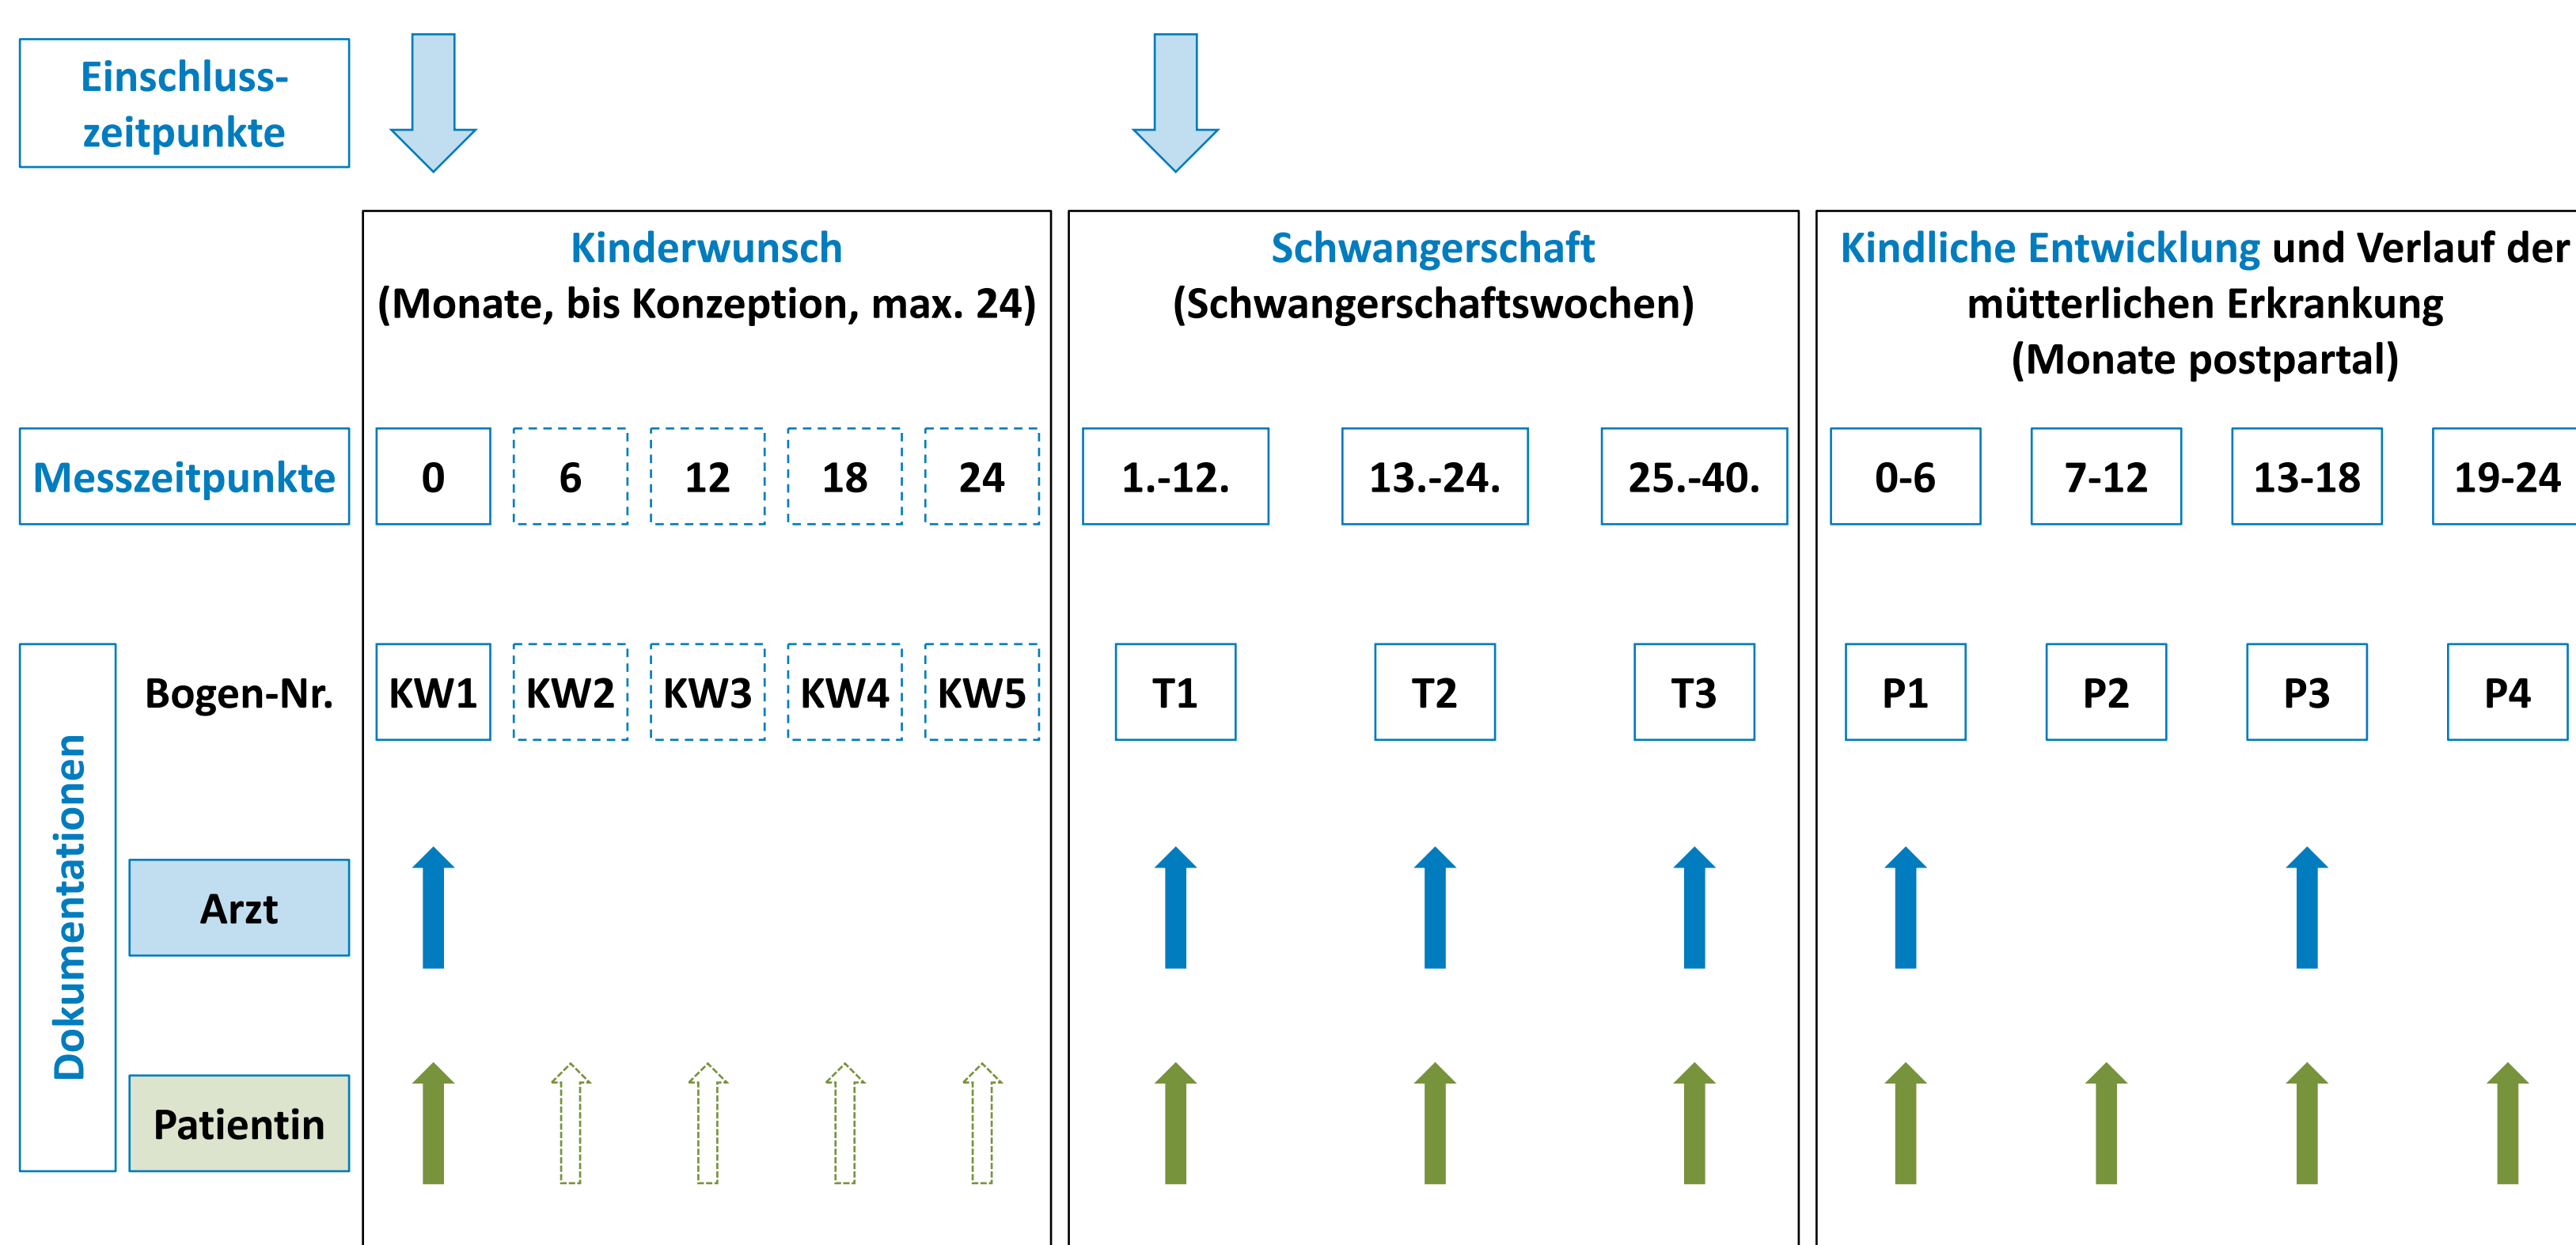 Einschluss-
zeitpunkte
Kinderwunsch
(Monate, bis Konzeption, max. 24)
Schwangerschaft
(Schwangerschaftswochen)
Kindliche Entwicklung und Verlauf der
mütterlichen Erkrankung
(Monate postpartal)
Messzeitpunkte
0
6
12
18
24
1.-12.
13.-24.
25.-40.
0-6
7-12
13-18
19-24
Dokumentationen
Bogen-Nr.
KW1
KW2
KW3
KW4
KW5
T1
T2
T3
P1
P2
P3
P4
Arzt
Patientin